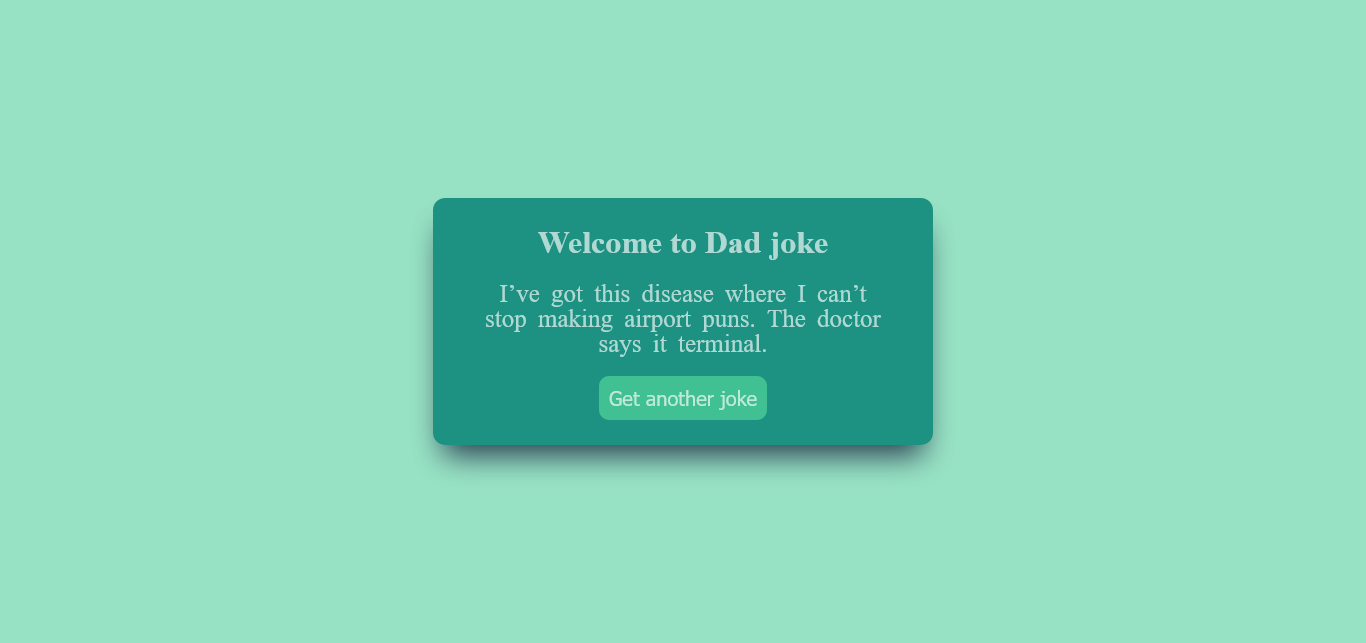 Welcome to Dad joke
I’ve got this disease where I can’t
stop making airport puns. The doctor
says it terminal.
Get another joke